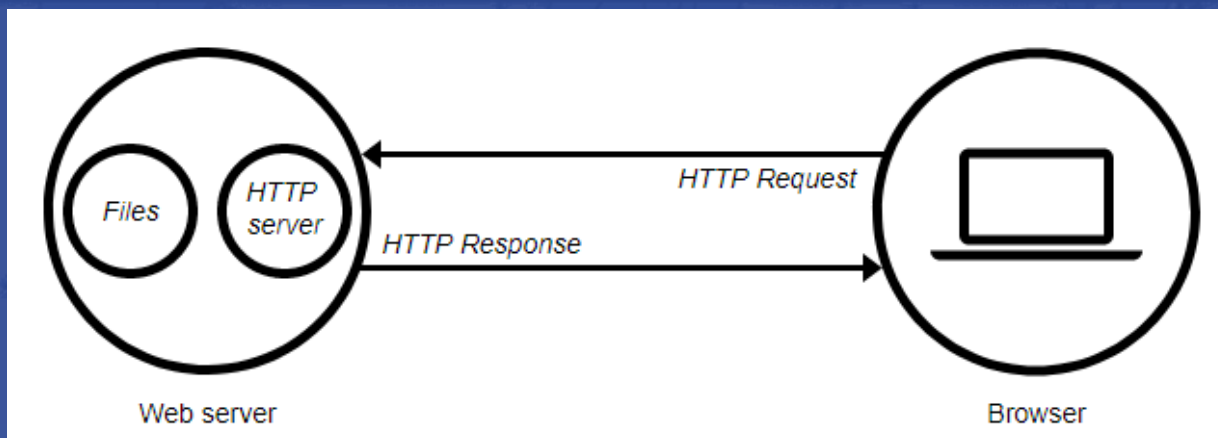 HTTP Request
Files
HTTP
server
HTTP Response
Web server
Browser